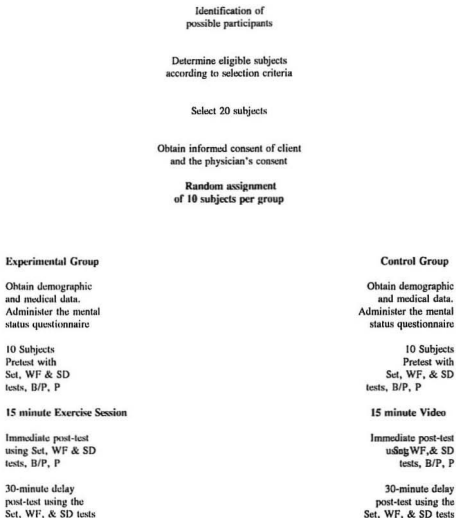 Identification of
possible participants
Determine eligible subjects
according to selection criteria
Select 20 subjects
Obtain informed consent of client
and the physician's consent
Random assignment
of 10 subjects per group
Experimental Group
Obtain demographic
and medical data.
Administer the mental
status questionnaire
10 Subjects
Pretest with
Set, WF & SD
tests, B/P, P
15 minute Exercise Session
Immediate post-test
using Set, WF & SD
tests, B/P, P
30-minute delay
post-test using the
Set, WF, & SD tests
Control Group
Obtain demographic
and medical data.
Administer the mental
status questionnaire
10 Subjects
Pretest with
Set, WF, & SD
tests, B/P, P
15 minute Video
Immediate post-test
WF,& SD
tests, B/P, P
30-minute delay
post-test using the
Set, WF, & SD tests